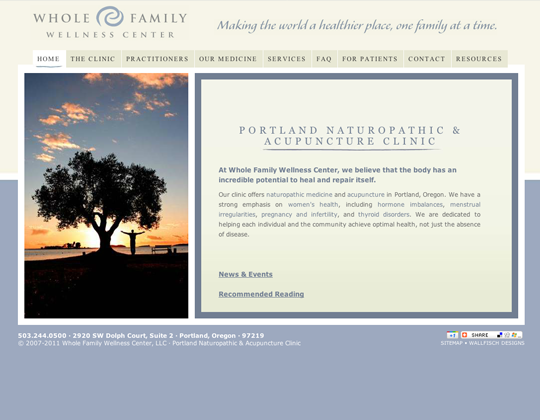 WHOLE FAMILY
WELLNESS CENTER
Making the world a healthier place, one family at a time.
HOME THE CLINIC PRACTITIONERS OUR MEDICINE SERVICES FAQ FOR PATIENTS CONTACT RESOURCES
PORTLAND NATUROPATHIC &
ACUPUNCTURE CLINIC
At Whole Family Wellness Center, we believe that the body has an
incredible potential to heal and repair itself.
Our clinic offers naturopathic medicine and acupuncture in Portland, Oregon. We have a
strong emphasis on women's health, including hormone imbalances, menstrual
irregularities, pregnancy and infertility, and thyroid disorders. We are dedicated to
helping each individual and the community achieve optimal health, not just the absence
of disease.
News & Events
Recommended Reading
503.244.0500 · 2920 SW Dolph Court, Suite 2 · Portland, Oregon · 97219
© 2007-2011 Whole Family Wellness Center, LLC · Portland Naturopathic & Acupuncture Clinic
SHARE
SITEMAP • WALLFISCH DESIGNS